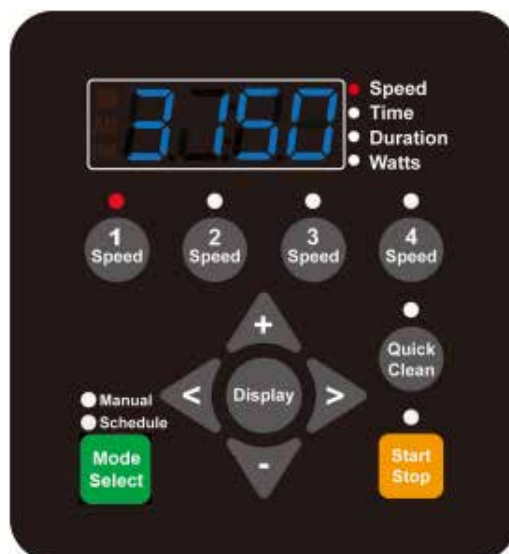 3150
Speed
Time
Duration
Watts
1
Speed
2
Speed
3
Speed
4
Speed
+
Quick
Clean
< Display >
Manual
Schedule
-
Mode
Select
Start
Stop